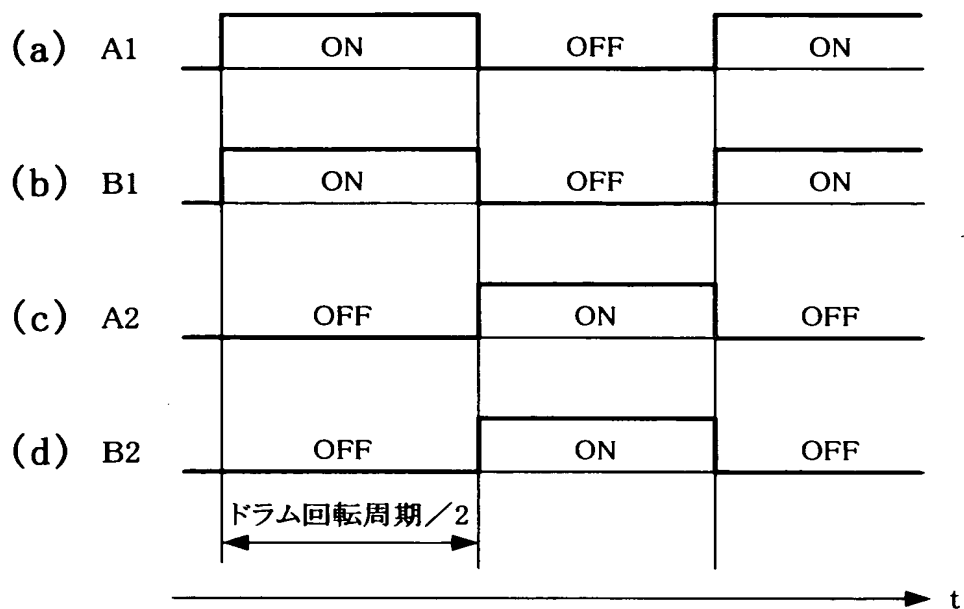 (a) A1 ON OFF ON
(b) B1 ON OFF ON
(c) A2 OFF ON OFF
(d) B2 OFF ON OFF
ドラム回転周期／2
t